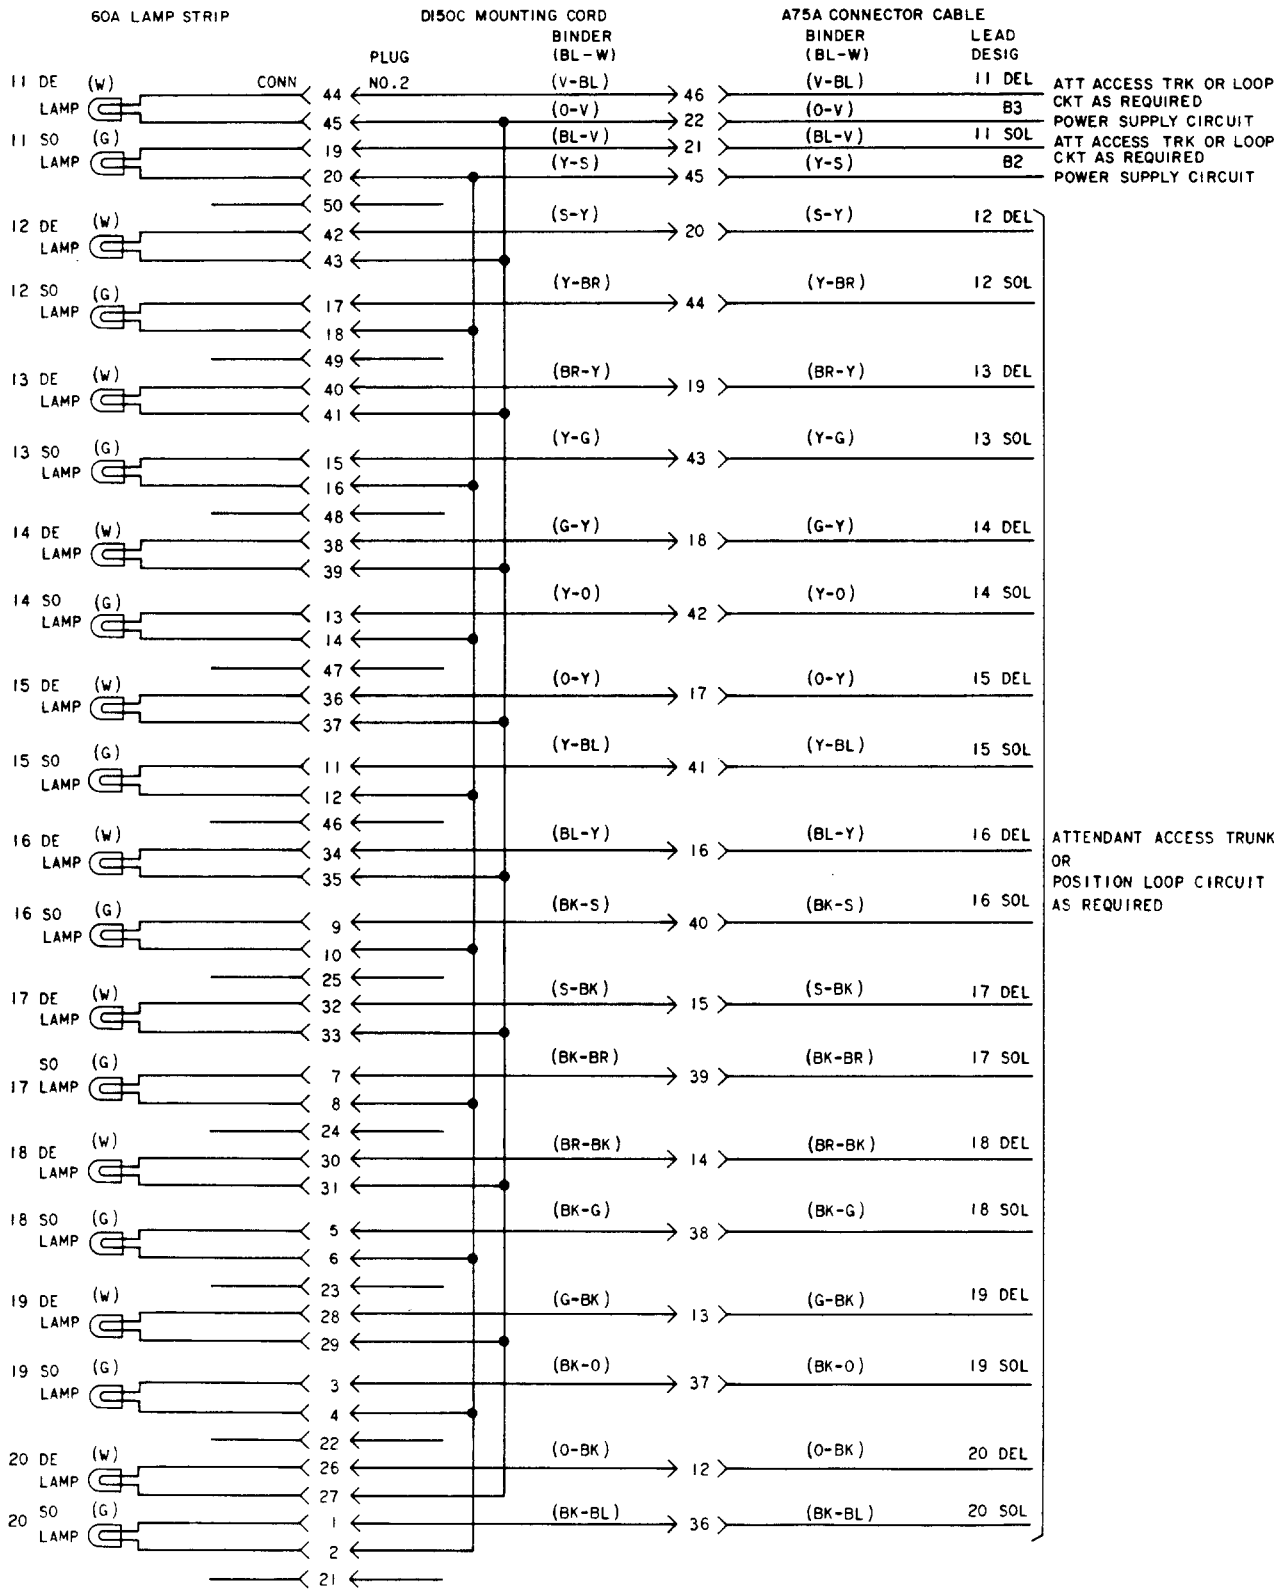 60A LAMP STRIP D150C MOUNTING CORD A75A CONNECTOR CABLE
BINDER BINDER LEAD
PLUG (BL-W) (BL-W) DESIG
11 DE (W) CONN 44 NO.2 (V-BL) 46 (V-BL) 11 DEL ATT ACCESS TRK OR LOOP
LAMP (O-V) (O-V) B3 CKT AS REQUIRED
45 22 POWER SUPPLY CIRCUIT
11 SO (G) 19 (BL-V) 21 (BL-V) 11 SOL ATT ACCESS TRK OR LOOP
LAMP (Y-S) (Y-S) B2 CKT AS REQUIRED
20 45 POWER SUPPLY CIRCUIT
50
12 DE (W) 42 (S-Y) 20 (S-Y) 12 DEL
LAMP 43
12 SO (G) 17 (Y-BR) 44 (Y-BR) 12 SOL
LAMP 18
49
13 DE (W) 40 (BR-Y) 19 (BR-Y) 13 DEL
LAMP 41
13 SO (G) 15 (Y-G) 43 (Y-G) 13 SOL
LAMP 16
48
14 DE (W) 38 (G-Y) 18 (G-Y) 14 DEL
LAMP 39
14 SO (G) 13 (Y-O) 42 (Y-O) 14 SOL
LAMP 14
47
15 DE (W) 36 (O-Y) 17 (O-Y) 15 DEL
LAMP 37
15 SO (G) 11 (Y-BL) 41 (Y-BL) 15 SOL
LAMP 12
46
16 DE (W) 34 (BL-Y) 16 (BL-Y) 16 DEL ATTENDANT ACCESS TRUNK
LAMP 35 OR
POSITION LOOP CIRCUIT
16 SO (G) 9 (BK-S) 40 (BK-S) 16 SOL AS REQUIRED
LAMP 10
25
17 DE (W) 32 (S-BK) 15 (S-BK) 17 DEL
LAMP 33
SO (G) 7 (BK-BR) 39 (BK-BR) 17 SOL
17 LAMP 8
24
18 DE (W) 30 (BR-BK) 14 (BR-BK) 18 DEL
LAMP 31
18 SO (G) 5 (BK-G) 38 (BK-G) 18 SOL
LAMP 6
23
19 DE (W) 28 (G-BK) 13 (G-BK) 19 DEL
LAMP 29
19 SO (G) 3 (BK-O) 37 (BK-O) 19 SOL
LAMP 4
22
20 DE (W) 26 (O-BK) 12 (O-BK) 20 DEL
LAMP 27
SO (G) 1 (BK-BL) 36 (BK-BL) 20 SOL
20 LAMP 2
21